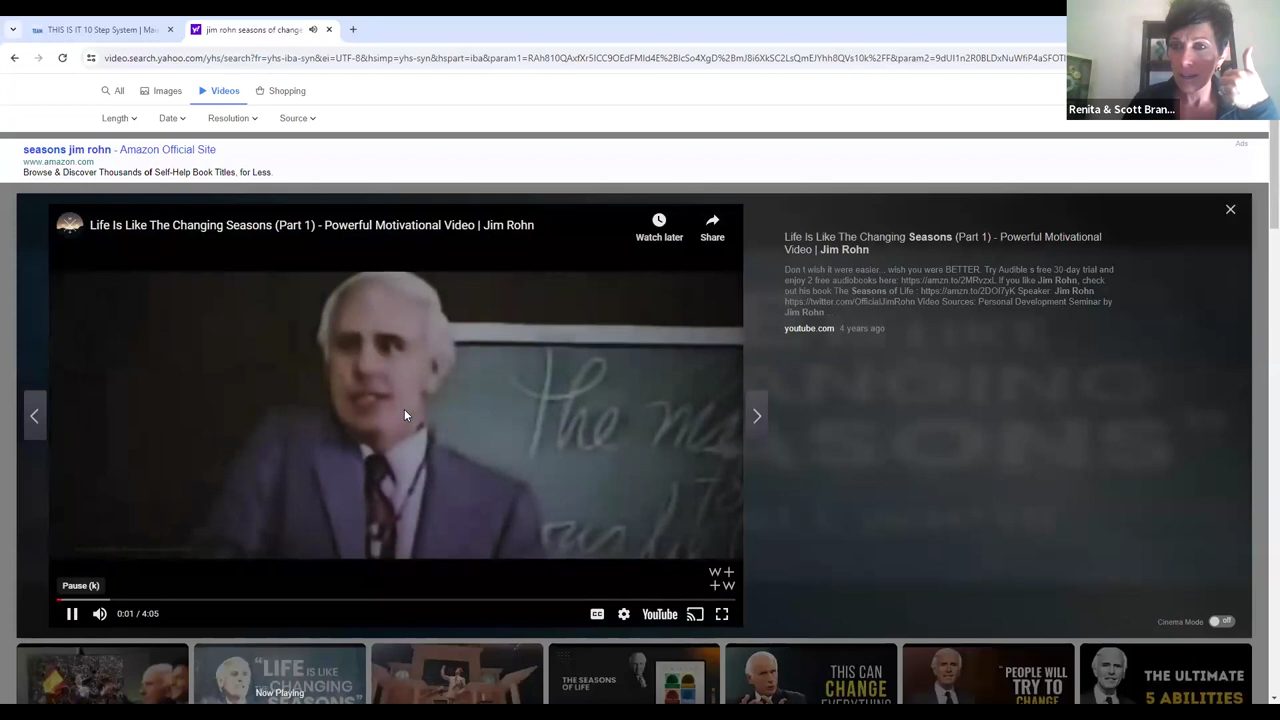 THIS IS IT 10 Step System | Ma
jim rohn seasons of change
video.search.yahoo.com/yhs/search?fr=yhs-iba-syn&ei=UTF-8&hsimp=yhs-syn&hspart=iba&param1=
All
Images
Videos
Shopping
Renita & Scott Bran...
Length
Date
Resolution
Source
seasons jim rohn - Amazon Official Site
Ads
www.amazon.com
Browse & Discover Thousands of Self-Help Book Titles, for Less.
Life Is Like The Changing Seasons (Part 1) - Powerful Motivational Video | Jim Rohn
Watch later
Share
Life Is Like The Changing Seasons (Part 1) - Powerful Motivational
Video | Jim Rohn
Don t wish it were easier... wish you were BETTER. Try Audible s free 30-day trial and
enjoy 2 free audiobooks here: https://amzn.to/2MRvzxL If you like Jim Rohn, check
out his book The Seasons of Life : https://amzn.to/2DOl7yK Speaker: Jim Rohn
https://twitter.com/OfficialJimRohn Video Sources: Personal Development Seminar by
Jim Rohn
youtube.com 4 years ago
The
Pause (k)
W+
+W
0:01 / 4:05
CC
YouTube
Cinema Mode
off
"LIFE IS LIKE
CHANGING
SEASONS"
Now Playing
THE SEASONS
OF LIFE
THIS CAN
CHANGE
EVERYTHING
"PEOPLE WILL
TRY TO
CHANGE
THE ULTIMATE
5 ABILITIES